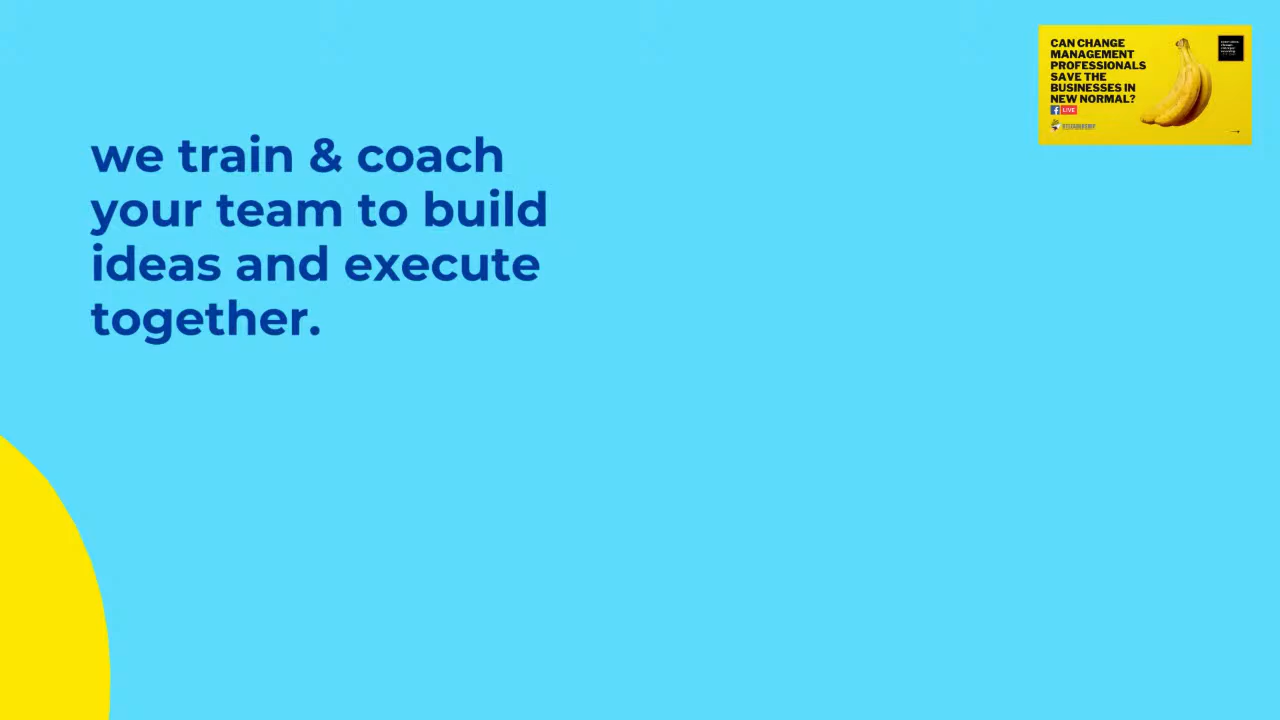 we train & coach
your team to build
ideas and execute
together.
CAN CHANGE
MANAGEMENT
PROFESSIONALS
SAVE THE
BUSINESSES IN
NEW NORMAL?
LIVE